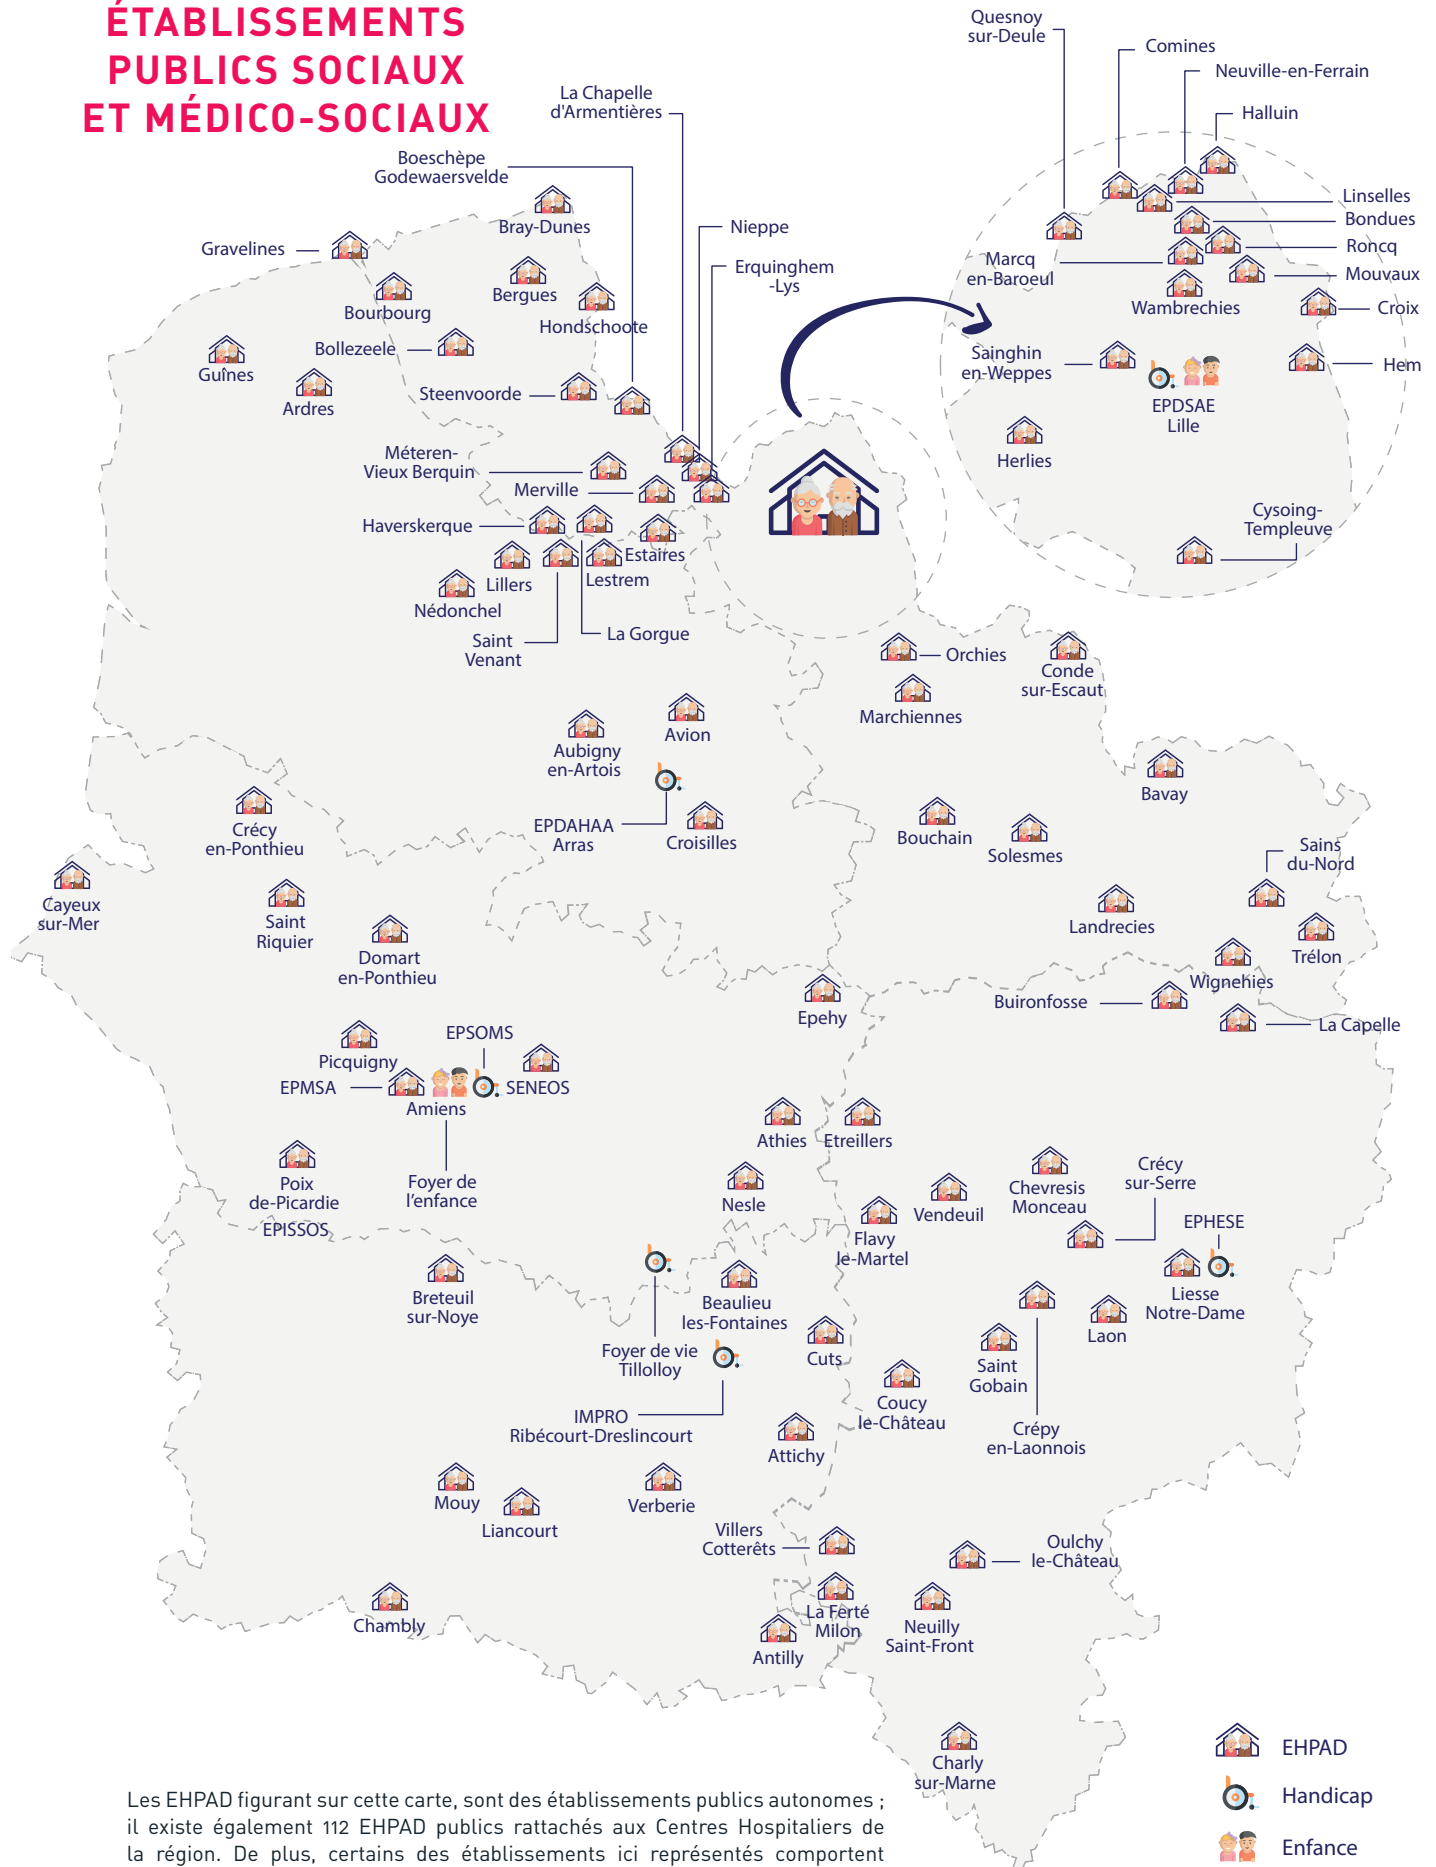 ÉTABLISSEMENTS
PUBLICS SOCIAUX
ET MÉDICO-SOCIAUX
Quesnoy
sur-Deule
Comines
Neuville-en-Ferrain
Halluin
La Chapelle
d'Armentières
Boeschèpe
Godewaersvelde
Bray-Dunes
Gravelines
Nieppe
Erquinghem
-Lys
Linselles
Bondues
Roncq
Mouvaux
Croix
Hem
Marcq
en-Baroeul
Wambrechies
Sainghin
en-Weppes
EPDSAE
Lille
Herlies
Cysoing-
Templeuve
Bergues
Bourbourg
Hondschoote
Bollezeele
Guînes
Ardres
Steenvoorde
Méteren-
Vieux Berquin
Merville
Haverskerque
Estaires
Lillers
Lestrem
Nédonchel
Saint
Venant
La Gorgue
Orchies
Conde
sur-Escaut
Marchiennes
Avion
Aubigny
en-Artois
EPDAHAA
Arras
Croisilles
Bavay
Bouchain
Solesmes
Sains
du-Nord
Landrecies
Trélon
Wignehies
Crécy
en-Ponthieu
Cayeux
sur-Mer
Saint
Riquier
Domart
en-Ponthieu
Epehy
Buironfosse
La Capelle
Picquigny
EPSOMS
EPMSA
SENEOS
Amiens
Foyer de
l'enfance
Poix
de-Picardie
EPISSOS
Athies
Etreillers
Nesle
Flavy
le-Martel
Vendeuil
Chevresis
Monceau
Crécy
sur-Serre
EPHESE
Liesse
Notre-Dame
Breteuil
sur-Noye
Beaulieu
les-Fontaines
Foyer de vie
Tillolloy
Cuts
Laon
Saint
Gobain
Coucy
le-Château
Crépy
en-Laonnois
IMPRO
Ribécourt-Dreslincourt
Attichy
Mouy
Liancourt
Verberie
Villers
Cotterêts
Oulchy
le-Château
Chambly
La Ferté
Milon
Neuilly
Saint-Front
Antilly
Charly
sur-Marne
EHPAD
Handicap
Enfance
Les EHPAD figurant sur cette carte, sont des établissements publics autonomes ;
il existe également 112 EHPAD publics rattachés aux Centres Hospitaliers de
la région. De plus, certains des établissements ici représentés comportent